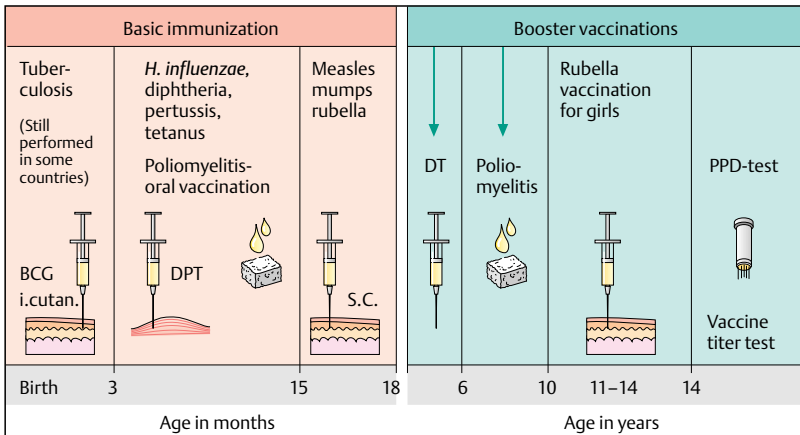 Basic immunization
Tuber-
culosis
(Still
performed
in some
countries)
BCG
i.cutan.
H. influenzae,
diphtheria,
pertussis,
tetanus
Poliomyelitis-
oral vaccination
DPT
Measles
mumps
rubella
S.C.
Birth
3
15
18
Age in months
Booster vaccinations
DT
Polio-
myelitis
Rubella
vaccination
for girls
PPD-test
Vaccine
titer test
6
10
11–14
14
Age in years